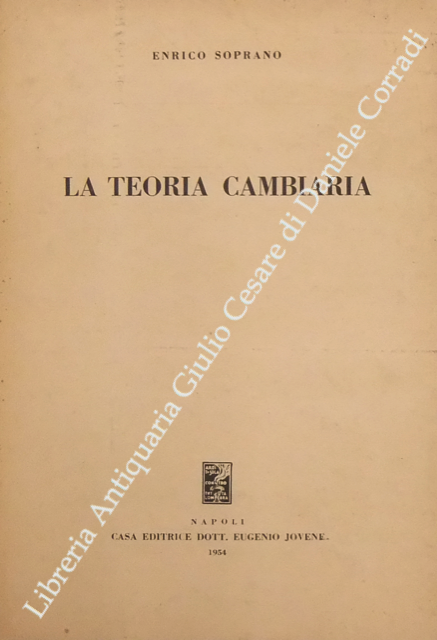 ENRICO SOPRANO
LA TEORIA CAMBIARIA
NAPOLI
CASA EDITRICE DOTT. EUGENIO JOVENE
1954
Libreria Antiquaria Giulio Cesare di Daniele Corradi